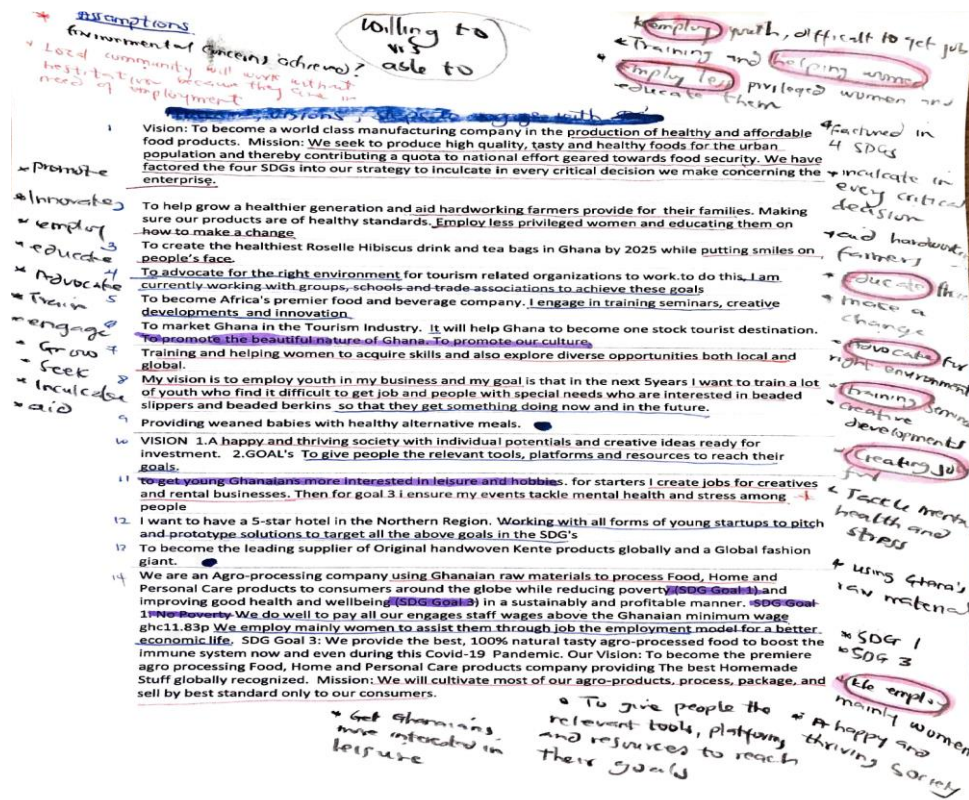 * Assumptions
Environmental concerns achieved?
* Local community will work without
hesitation because they are in
need of employment
willing to
vis
able to
* employ youth, difficult to get job
* Training and helping women
* employ less privileged women and
educate them
1 Vision: To become a world class manufacturing company in the production of healthy and affordable
food products. Mission: We seek to produce high quality, tasty and healthy foods for the urban
population and thereby contributing a quota to national effort geared towards food security. We have
factored the four SDGs into our strategy to inculcate in every critical decision we make concerning the
enterprise.
2 To help grow a healthier generation and aid hardworking farmers provide for their families. Making
sure our products are of healthy standards. Employ less privileged women and educating them on
how to make a change
3 To create the healthiest Roselle Hibiscus drink and tea bags in Ghana by 2025 while putting smiles on
people's face.
4 To advocate for the right environment for tourism related organizations to work.to do this, I am
currently working with groups, schools and trade associations to achieve these goals
5 To become Africa's premier food and beverage company. I engage in training seminars, creative
developments and innovation
To market Ghana in the Tourism Industry. It will help Ghana to become one stock tourist destination.
To promote the beautiful nature of Ghana. To promote our culture
7 Training and helping women to acquire skills and also explore diverse opportunities both local and
global.
8 My vision is to employ youth in my business and my goal is that in the next 5years I want to train a lot
of youth who find it difficult to get job and people with special needs who are interested in beaded
slippers and beaded berkins so that they get something doing now and in the future.
9 Providing weaned babies with healthy alternative meals.
10 VISION 1.A happy and thriving society with individual potentials and creative ideas ready for
investment. 2.GOAL's To give people the relevant tools, platforms and resources to reach their
goals.
11 to get young Ghanaians more interested in leisure and hobbies. for starters I create jobs for creatives
and rental businesses. Then for goal 3 i ensure my events tackle mental health and stress among
people
12 I want to have a 5-star hotel in the Northern Region. Working with all forms of young startups to pitch
and prototype solutions to target all the above goals in the SDG's
13 To become the leading supplier of Original handwoven Kente products globally and a Global fashion
giant.
14 We are an Agro-processing company using Ghanaian raw materials to process Food, Home and
Personal Care products to consumers around the globe while reducing poverty (SDG Goal 1) and
improving good health and wellbeing (SDG Goal 3) in a sustainably and profitable manner. SDG Goal
1: No Poverty We do well to pay all our engages staff wages above the Ghanaian minimum wage
ghc11.83p We employ mainly women to assist them through job the employment model for a better
economic life. SDG Goal 3: We provide the best, 100% natural tasty agro-processed food to boost the
immune system now and even during this Covid-19 Pandemic. Our Vision: To become the premiere
agro processing Food, Home and Personal Care products company providing The best Homemade
Stuff globally recognized. Mission: We will cultivate most of our agro-products, process, package, and
sell by best standard only to our consumers.
* Promote
* Innovate
* employ
* educate
* Advocate
* Train
* engage
* Grow
* Seek
* Inculcate
* aid
* factured in
4 SDGs
* inculcate in
every critical
decision
* aid hardwork
farmers
* educate
* make a
change
* Advocate for
right environment
* training
* creative
developments
* Creating job
* Tackle mental
health and
stress
* using Ghana's
raw material
* SDG 1
* SDG 3
* employ
mainly women
* Get Ghanaians
more interested in
leisure
* To give people the
relevant tools, platforms
and resources to reach
their goals
* A happy and
thriving society